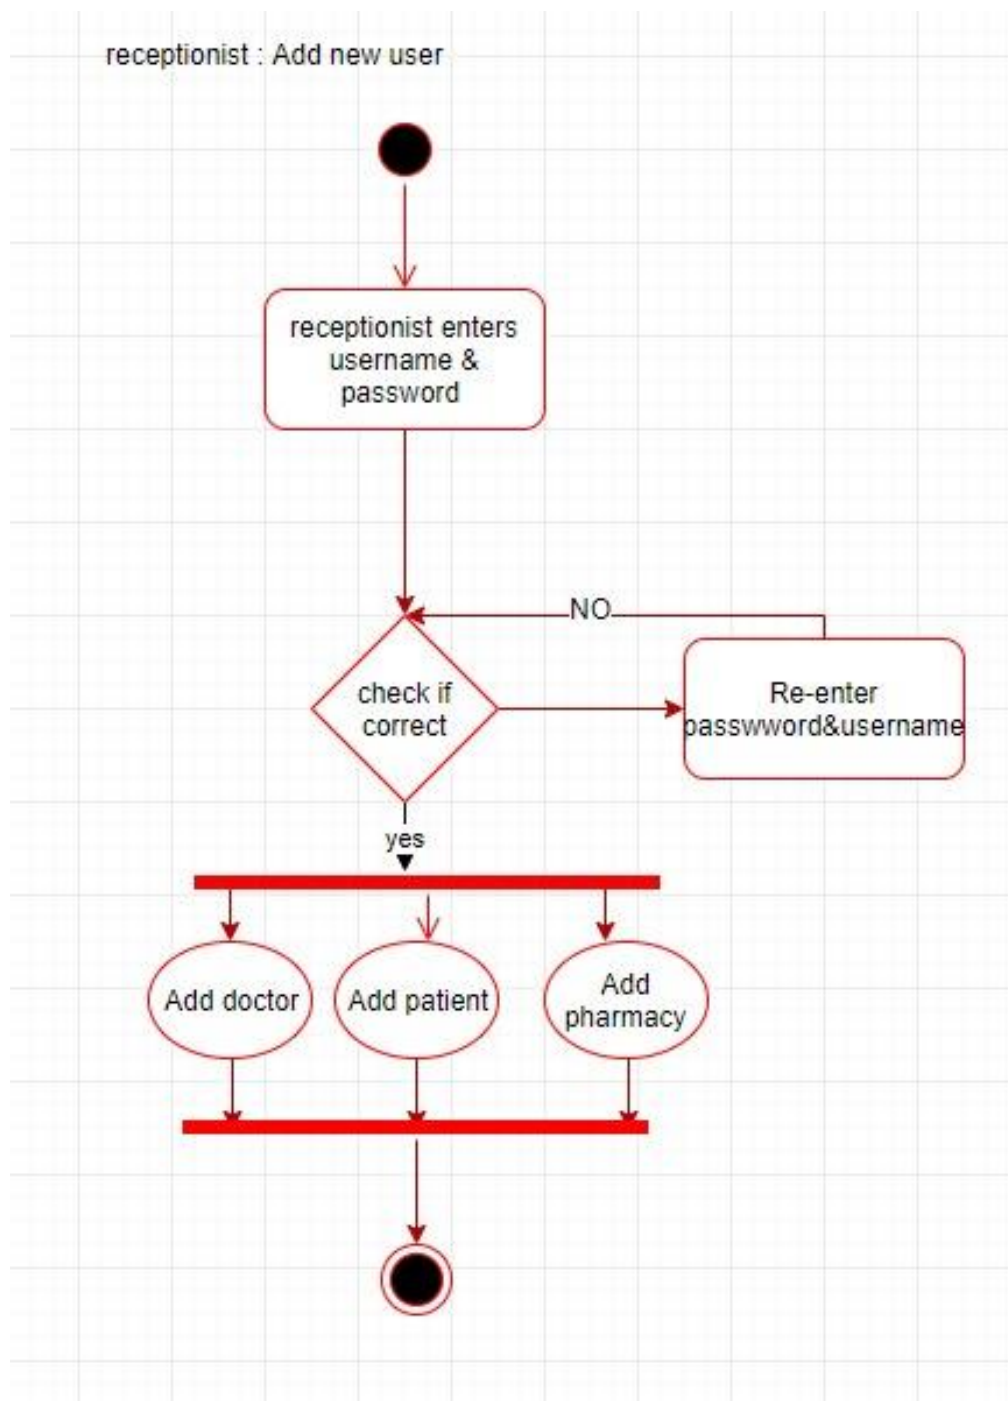 receptionist : Add new user
receptionist enters
username &
password
NO
check if
correct
Re-enter
passwword&username
yes
Add doctor
Add patient
Add
pharmacy